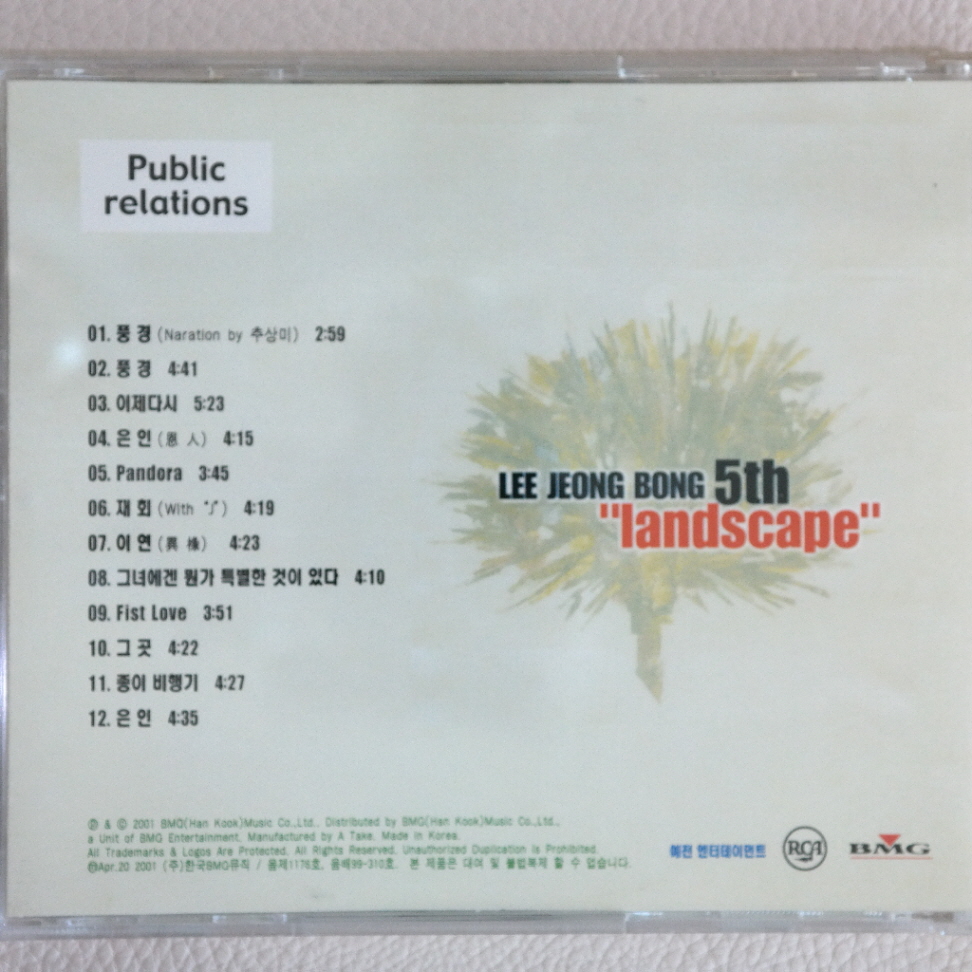 Public
relations
01. 풍 경 (Naration by 추상미) 2:59
02. 풍 경 4:41
03. 이제다시 5:23
04. 은 인 (恩 人) 4:15
05. Pandora 3:45
06. 재 회 (With "J") 4:19
07. 이 연 (異 緣) 4:23
08. 그녀에겐 뭔가 특별한 것이 있다 4:10
09. Fist Love 3:51
10. 그 곳 4:22
11. 종이 비행기 4:27
12. 은 인 4:35
LEE JEONG BONG 5th
"landscape"
℗ & © 2001 BMG(Han Kook)Music Co.,Ltd., Distributed by BMG(Han Kook)Music Co.,Ltd.,
a Unit of BMG Entertainment, Manufactured by A Take, Made in Korea.
All Trademarks & Logos Are Protected, All Rights Reserved, Unauthorized Duplication is Prohibited.
Apr.20 2001 (주)한국BMG뮤직 / 음제1176호, 음배99-310호. 본 제품은 대여 및 불법복제 할 수 없습니다
예전 엔터테이먼트
RCA
BMG